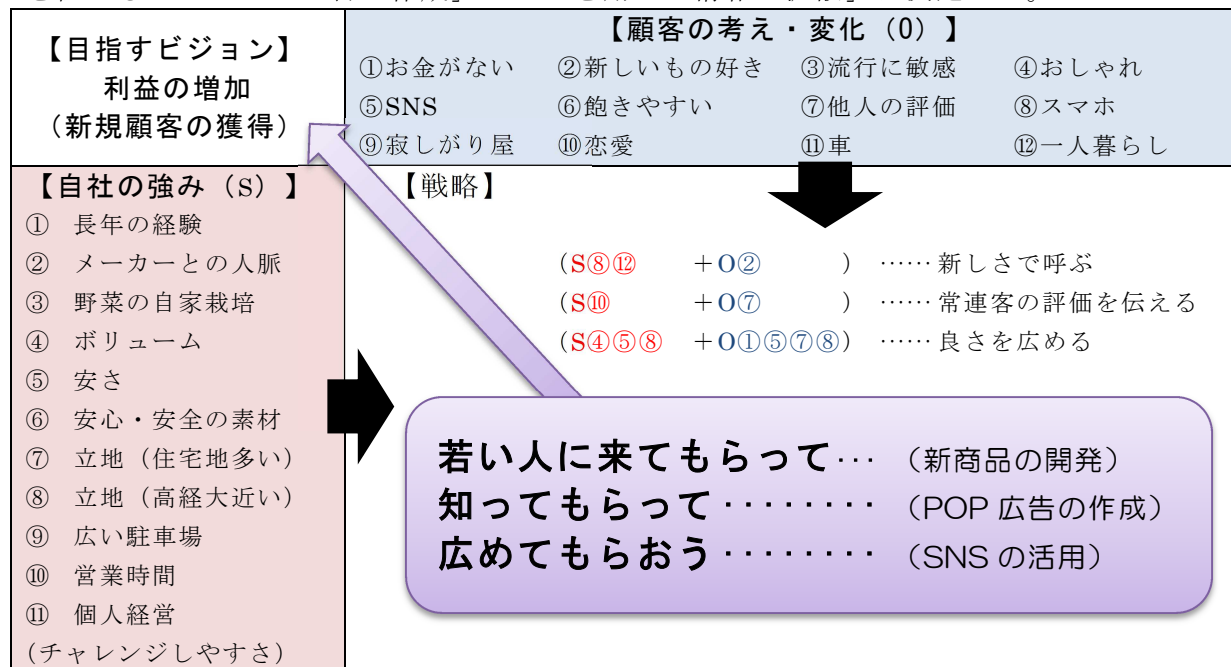 【目指すビジョン】
利益の増加
(新規顧客の獲得)
【顧客の考え・変化(O)】
①お金がない ②新しいもの好き ③流行に敏感 ④おしゃれ
⑤SNS ⑥飽きやすい ⑦他人の評価 ⑧スマホ
⑨寂しがり屋 ⑩恋愛 ⑪車 ⑫一人暮らし
【自社の強み(S)】
① 長年の経験
② メーカーとの人脈
③ 野菜の自家栽培
④ ボリューム
⑤ 安さ
⑥ 安心・安全の素材
⑦ 立地(住宅地多い)
⑧ 立地(高経大近い)
⑨ 広い駐車場
⑩ 営業時間
⑪ 個人経営
(チャレンジしやすさ)
【戦略】
(S⑧⑫ +O② ) ……新しさで呼ぶ
(S⑩ +O⑦ ) ……常連客の評価を伝える
(S④⑤⑧ +O①⑤⑦⑧) ……良さを広める
若い人に来てもらって… (新商品の開発)
知ってもらって‥‥‥‥ (POP 広告の作成)
広めてもらおう‥‥‥‥ (SNS の活用)